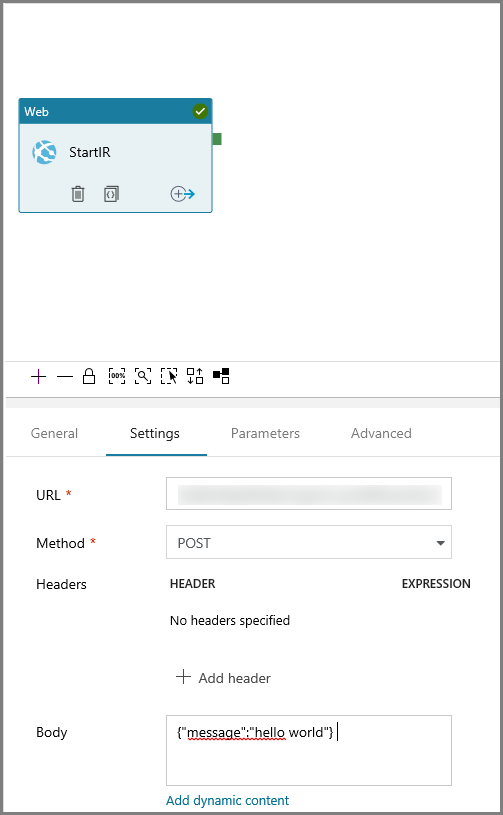 Web
StartIR
{}
100%
General Settings Parameters Advanced
URL *
Method * POST
Headers HEADER EXPRESSION
No headers specified
Add header
Body {"message":"hello world"}
Add dynamic content